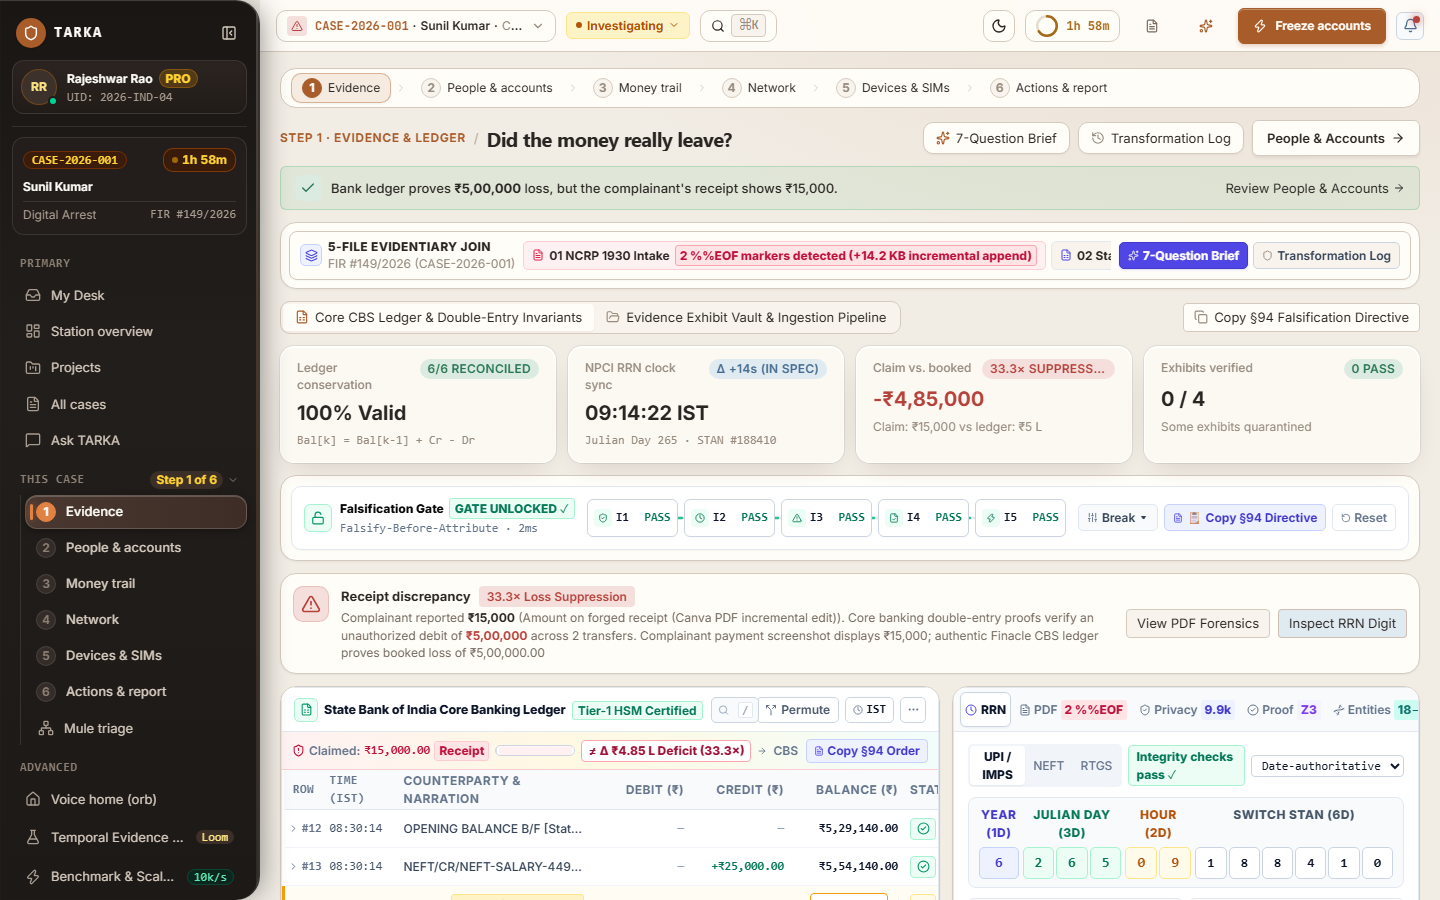 TARKA
RR
Rajeshwar Rao PRO
UID: 2026-IND-04
CASE-2026-001 1h 58m
Sunil Kumar
Digital Arrest FIR #149/2026
PRIMARY
My Desk
Station overview
Projects
All cases
Ask TARKA
THIS CASE Step 1 of 6
1 Evidence
2 People & accounts
3 Money trail
4 Network
5 Devices & SIMs
6 Actions & report
Mule triage
ADVANCED
Voice home (orb)
Temporal Evidence ... Loom
Benchmark & Scal... 10k/s
CASE-2026-001 · Sunil Kumar · C...
Investigating
⌘K
1h 58m
Freeze accounts
1 Evidence
2 People & accounts
3 Money trail
4 Network
5 Devices & SIMs
6 Actions & report
STEP 1 · EVIDENCE & LEDGER / Did the money really leave?
7-Question Brief
Transformation Log
People & Accounts →
Bank ledger proves ₹5,00,000 loss, but the complainant's receipt shows ₹15,000.
Review People & Accounts →
5-FILE EVIDENTIARY JOIN
FIR #149/2026 (CASE-2026-001)
01 NCRP 1930 Intake 2 %%EOF markers detected (+14.2 KB incremental append)
02 Sta
7-Question Brief
Transformation Log
Core CBS Ledger & Double-Entry Invariants
Evidence Exhibit Vault & Ingestion Pipeline
Copy §94 Falsification Directive
Ledger conservation 6/6 RECONCILED
100% Valid
Bal[k] = Bal[k-1] + Cr - Dr
NPCI RRN clock sync Δ +14s (IN SPEC)
09:14:22 IST
Julian Day 265 · STAN #188410
Claim vs. booked 33.3× SUPPRESS...
-₹4,85,000
Claim: ₹15,000 vs ledger: ₹5 L
Exhibits verified 0 PASS
0 / 4
Some exhibits quarantined
Falsification Gate GATE UNLOCKED ✓
Falsify-Before-Attribute · 2ms
I1 PASS
I2 PASS
I3 PASS
I4 PASS
I5 PASS
Break
Copy §94 Directive
Reset
Receipt discrepancy 33.3× Loss Suppression
Complainant reported ₹15,000 (Amount on forged receipt (Canva PDF incremental edit)). Core banking double-entry proofs verify an
unauthorized debit of ₹5,00,000 across 2 transfers. Complainant payment screenshot displays ₹15,000; authentic Finacle CBS ledger
proves booked loss of ₹5,00,000.00
View PDF Forensics
Inspect RRN Digit
State Bank of India Core Banking Ledger Tier-1 HSM Certified
/
Permute
IST
...
Claimed: ₹15,000.00 Receipt ≠ Δ ₹4.85 L Deficit (33.3×) → CBS Copy §94 Order
ROW TIME (IST) COUNTERPARTY & NARRATION DEBIT (₹) CREDIT (₹) BALANCE (₹) STAT
#12 08:30:14 OPENING BALANCE B/F [Stat... — — ₹5,29,140.00
#13 08:30:14 NEFT/CR/NEFT-SALARY-449... — +₹25,000.00 ₹5,54,140.00
RRN
PDF 2 %%EOF
Privacy 9.9k
Proof Z3
Entities 18-
UPI / IMPS
NEFT
RTGS
Integrity checks pass ✓
Date-authoritative
YEAR (1D)
JULIAN DAY (3D)
HOUR (2D)
SWITCH STAN (6D)
6 2 6 5 0 9 1 8 8 4 1 0